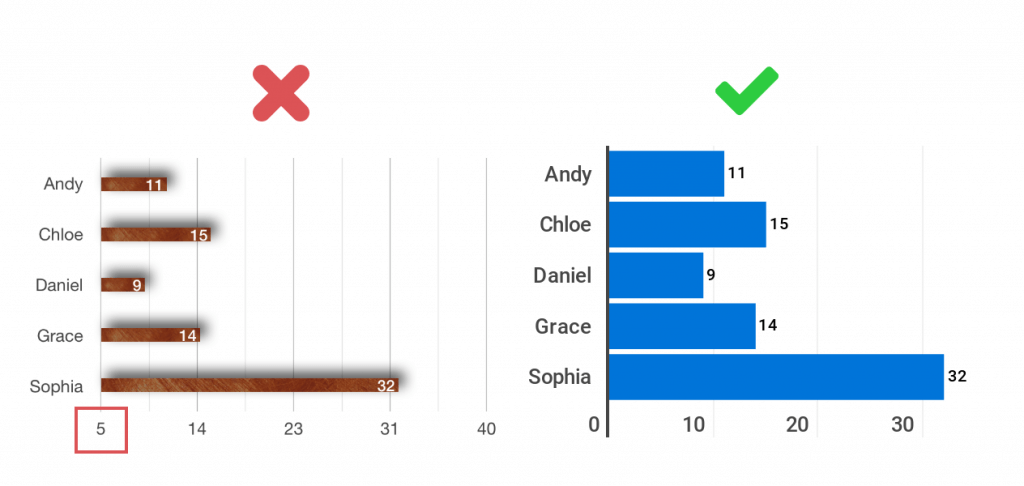 Andy 11
Chloe 15
Daniel 9
Grace 14
Sophia 32
5 14 23 31 40
Andy 11
Chloe 15
Daniel 9
Grace 14
Sophia 32
0 10 20 30